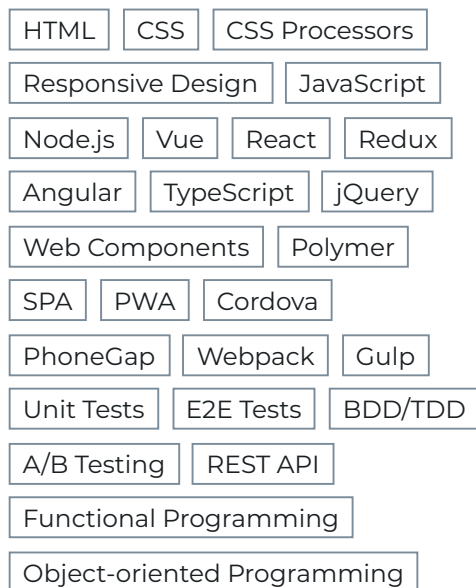 HTML CSS CSS Processors
Responsive Design JavaScript
Node.js Vue React Redux
Angular TypeScript jQuery
Web Components Polymer
SPA PWA Cordova
PhoneGap Webpack Gulp
Unit Tests E2E Tests BDD/TDD
A/B Testing REST API
Functional Programming
Object-oriented Programming